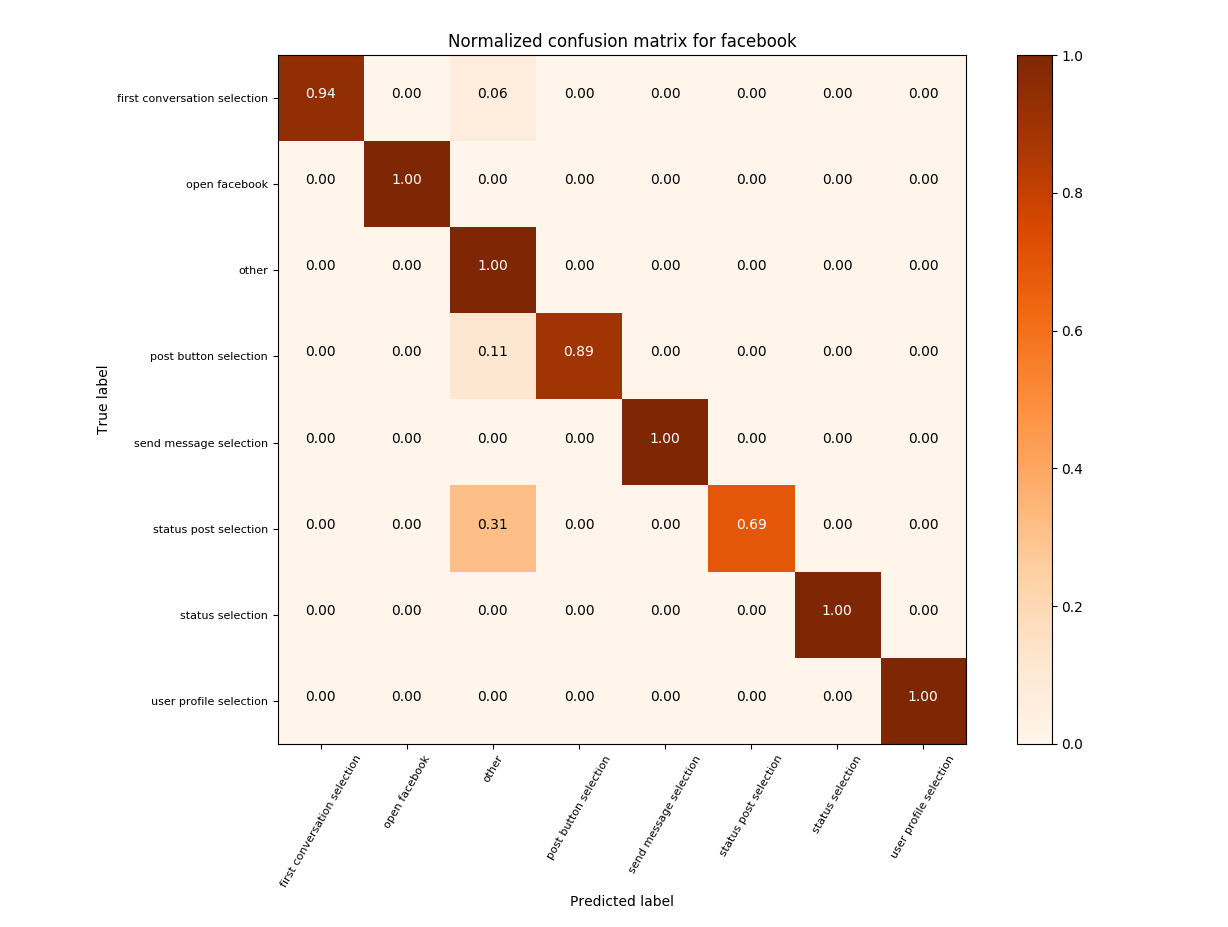 Normalized confusion matrix for facebook
first conversation selection 0.94 0.00 0.06 0.00 0.00 0.00 0.00 0.00
open facebook 0.00 1.00 0.00 0.00 0.00 0.00 0.00 0.00
other 0.00 0.00 1.00 0.00 0.00 0.00 0.00 0.00
post button selection 0.00 0.00 0.11 0.89 0.00 0.00 0.00 0.00
send message selection 0.00 0.00 0.00 0.00 1.00 0.00 0.00 0.00
status post selection 0.00 0.00 0.31 0.00 0.00 0.69 0.00 0.00
status selection 0.00 0.00 0.00 0.00 0.00 0.00 1.00 0.00
user profile selection 0.00 0.00 0.00 0.00 0.00 0.00 0.00 1.00
True label
first conversation selection
open facebook
other
post button selection
send message selection
status post selection
status selection
user profile selection
Predicted label
1.0
0.8
0.6
0.4
0.2
0.0